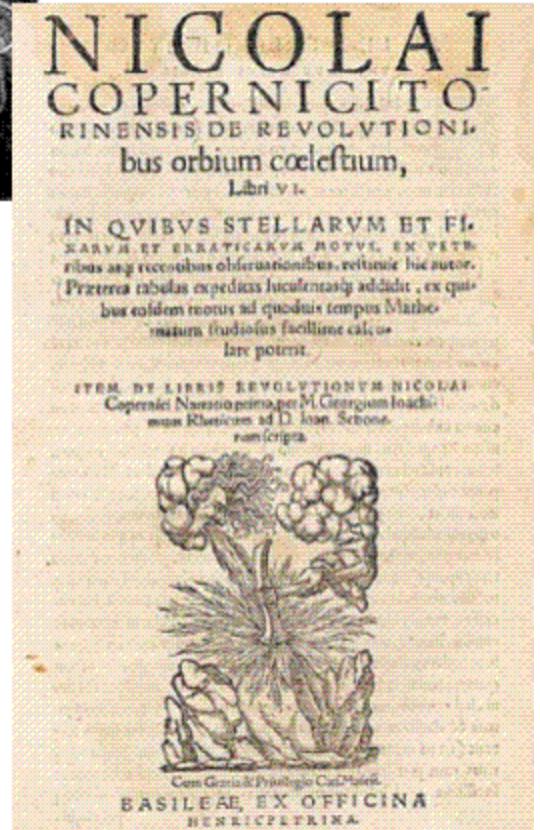 NICOLAI
COPERNICI TO-
RINENSIS DE REVOLVTIONI-
bus orbium cœlestium,
Libri VI.
IN QVIBVS STELLARVM ET FI-
XARVM ET ERRATICARVM MOTVS, EX VETE-
ribus atq; recentibus obseruationibus, restituit hic autor.
Præterea tabulas expeditas luculentasq; addidit, ex qui-
bus eosdem motus ad quoduis tempus Mathe-
matum studiosus facillime calcu-
lare poterit.
ITEM, DE LIBRIS REVOLVTIONVM NICOLAI
Copernici Narratio prima, per M. Georgium Ioachi-
mum Rheticum ad D. Ioan. Schone-
rum scripta.
Cum Gratia & Priuilegio Cæs. Maiest.
BASILEAE, EX OFFICINA
HENRICPETRINA.